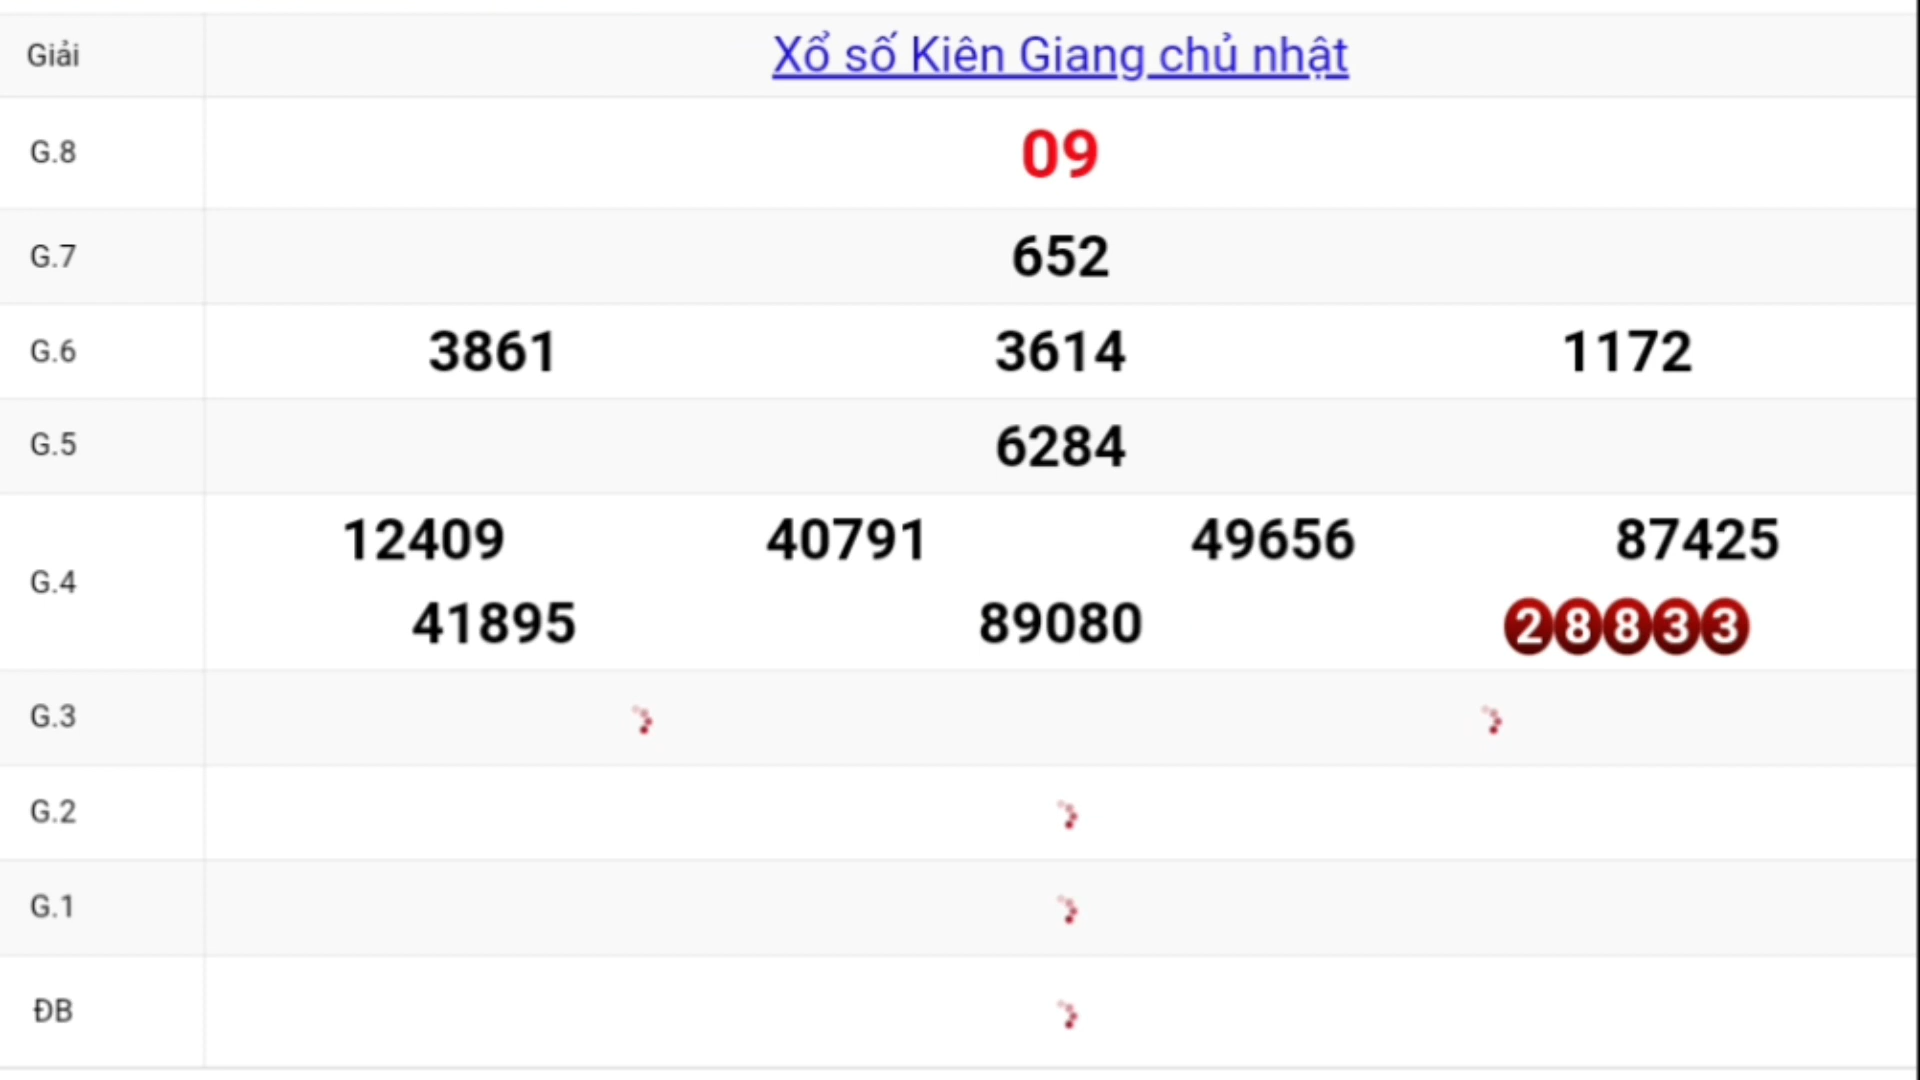 Giải Xổ số Kiên Giang chủ nhật
G.8 09
G.7 652
G.6 3861 3614 1172
G.5 6284
G.4 12409 40791 49656 87425
41895 89080 28833
G.3
G.2
G.1
ĐB